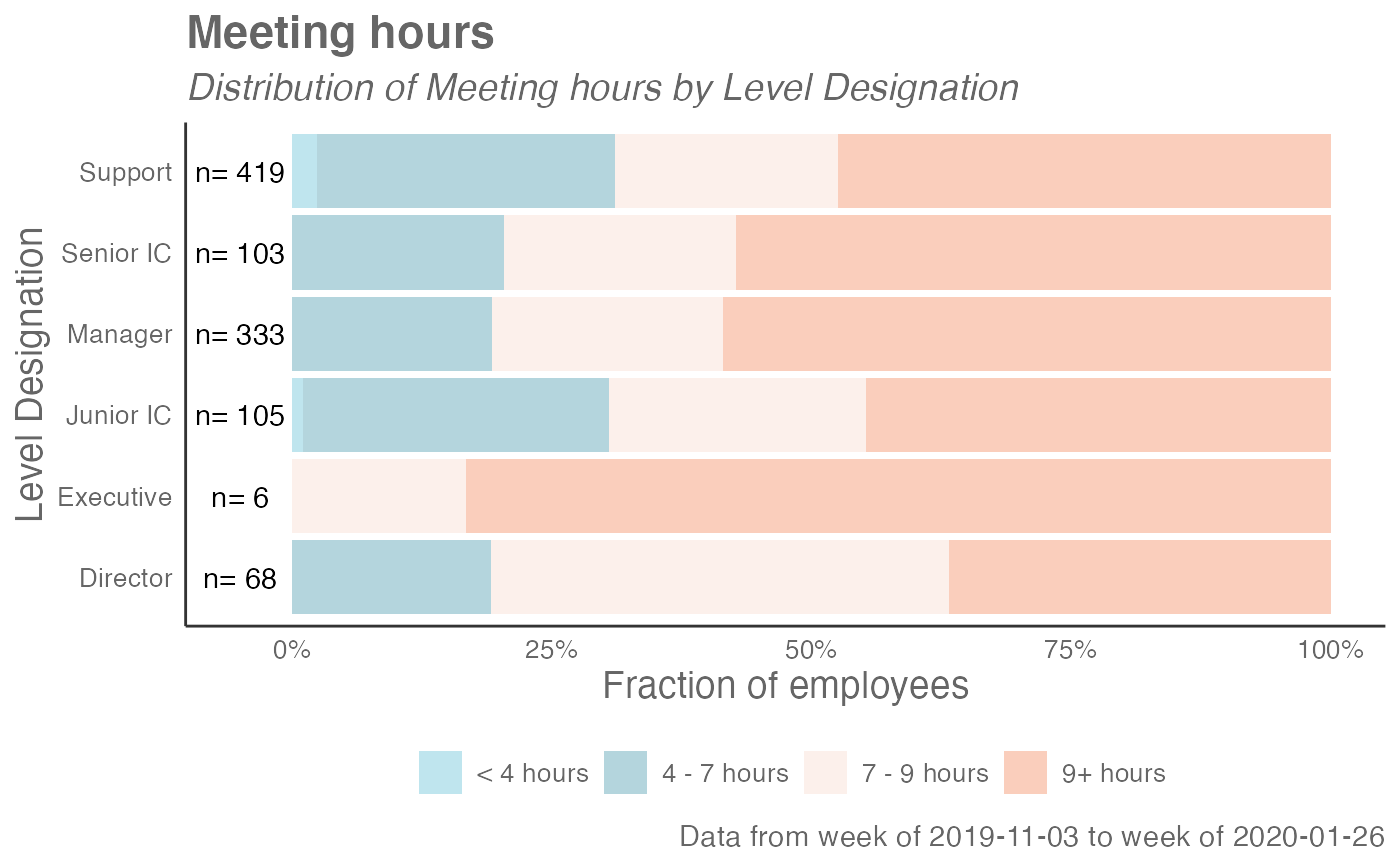 Meeting hours
Distribution of Meeting hours by Level Designation
Level Designation
Support n= 419
Senior IC n= 103
Manager n= 333
Junior IC n= 105
Executive n= 6
Director n= 68
0% 25% 50% 75% 100%
Fraction of employees
< 4 hours 4 - 7 hours 7 - 9 hours 9+ hours
Data from week of 2019-11-03 to week of 2020-01-26